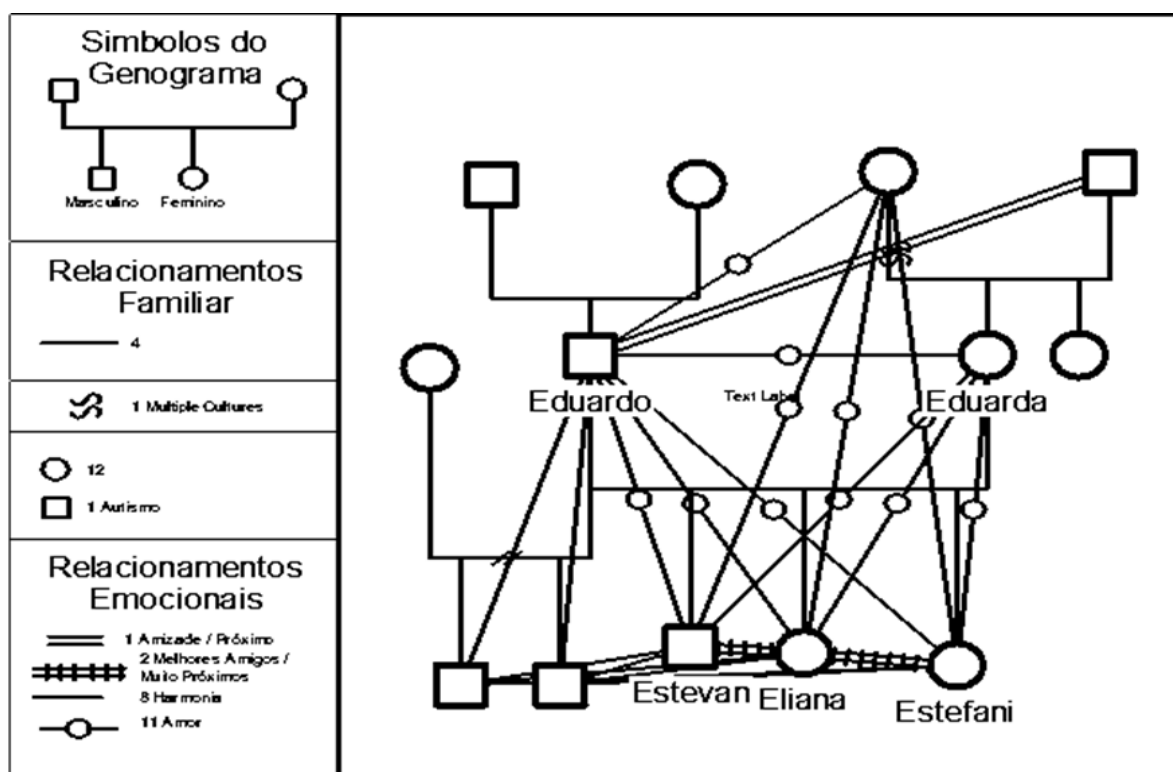 Simbolos do
Genograma
Masculino Feminino
Relacionamentos
Familiar
4
1 Multiple Cultures
12
1 Autismo
Relacionamentos
Emocionais
1 Amizade / Próximo
2 Melhores Amigos /
Muito Próximos
8 Harmonia
11 Amor
Eduardo
Text Label
Eduarda
Estevan
Eliana
Estefani